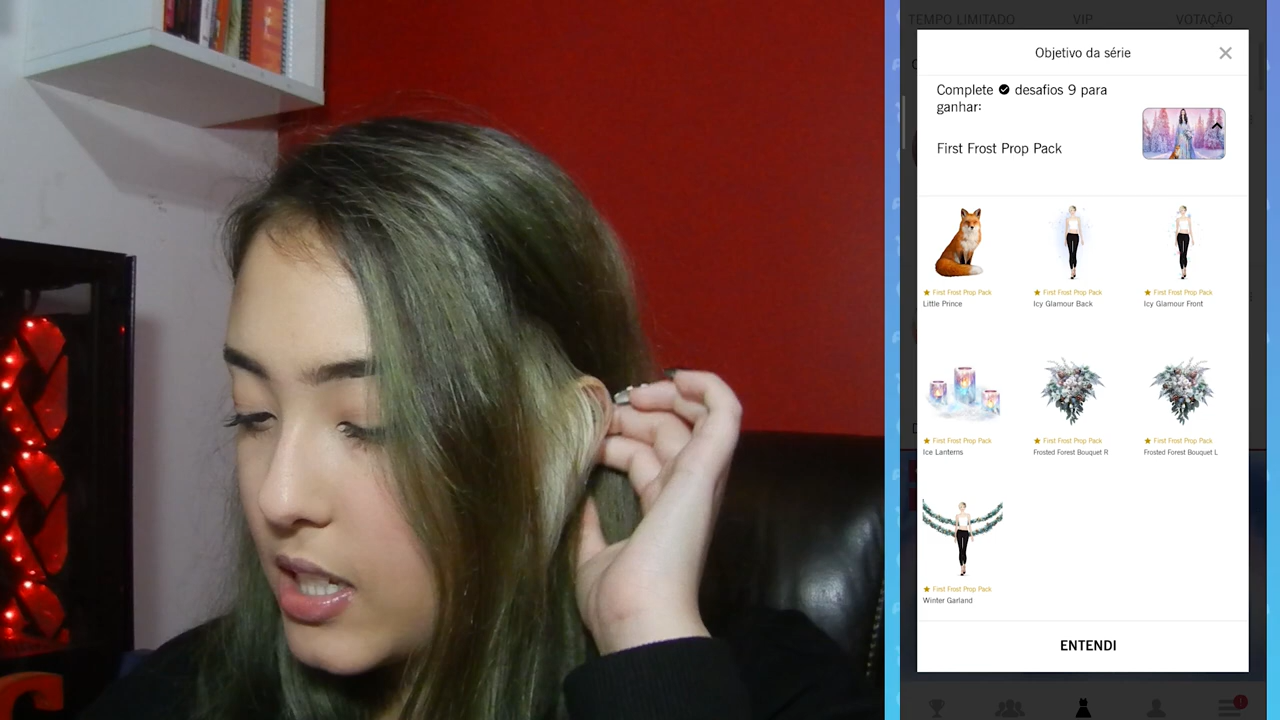 TEMPO LIMITADO
VIP
VOTAÇÃO
Objetivo da série
Complete desafios 9 para
ganhar:
First Frost Prop Pack
First Frost Prop Pack
Little Prince
First Frost Prop Pack
Icy Glamour Back
First Frost Prop Pack
Icy Glamour Front
First Frost Prop Pack
Ice Lanterns
First Frost Prop Pack
Frosted Forest Bouquet R
First Frost Prop Pack
Frosted Forest Bouquet L
First Frost Prop Pack
Winter Garland
ENTENDI